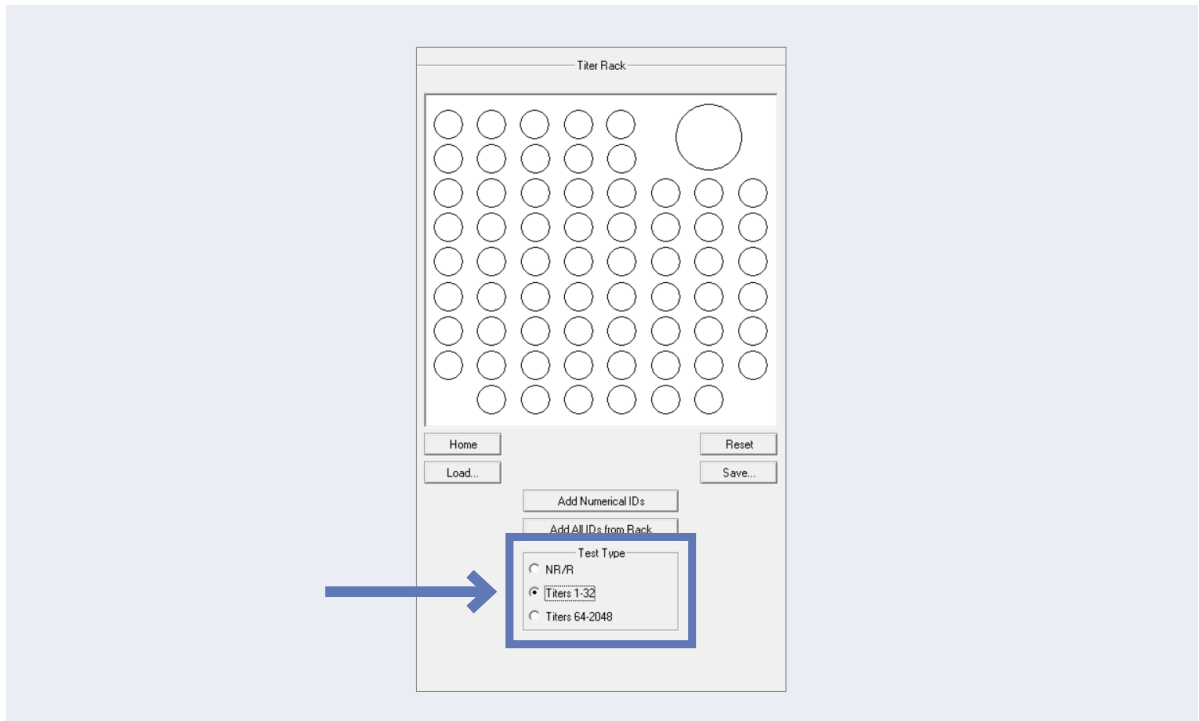 Titer Rack
Home
Reset
Load...
Save...
Add Numerical IDs
Add All IDs from Rack
Test Type
NR/R
Titers 1-32
Titers 64-2048